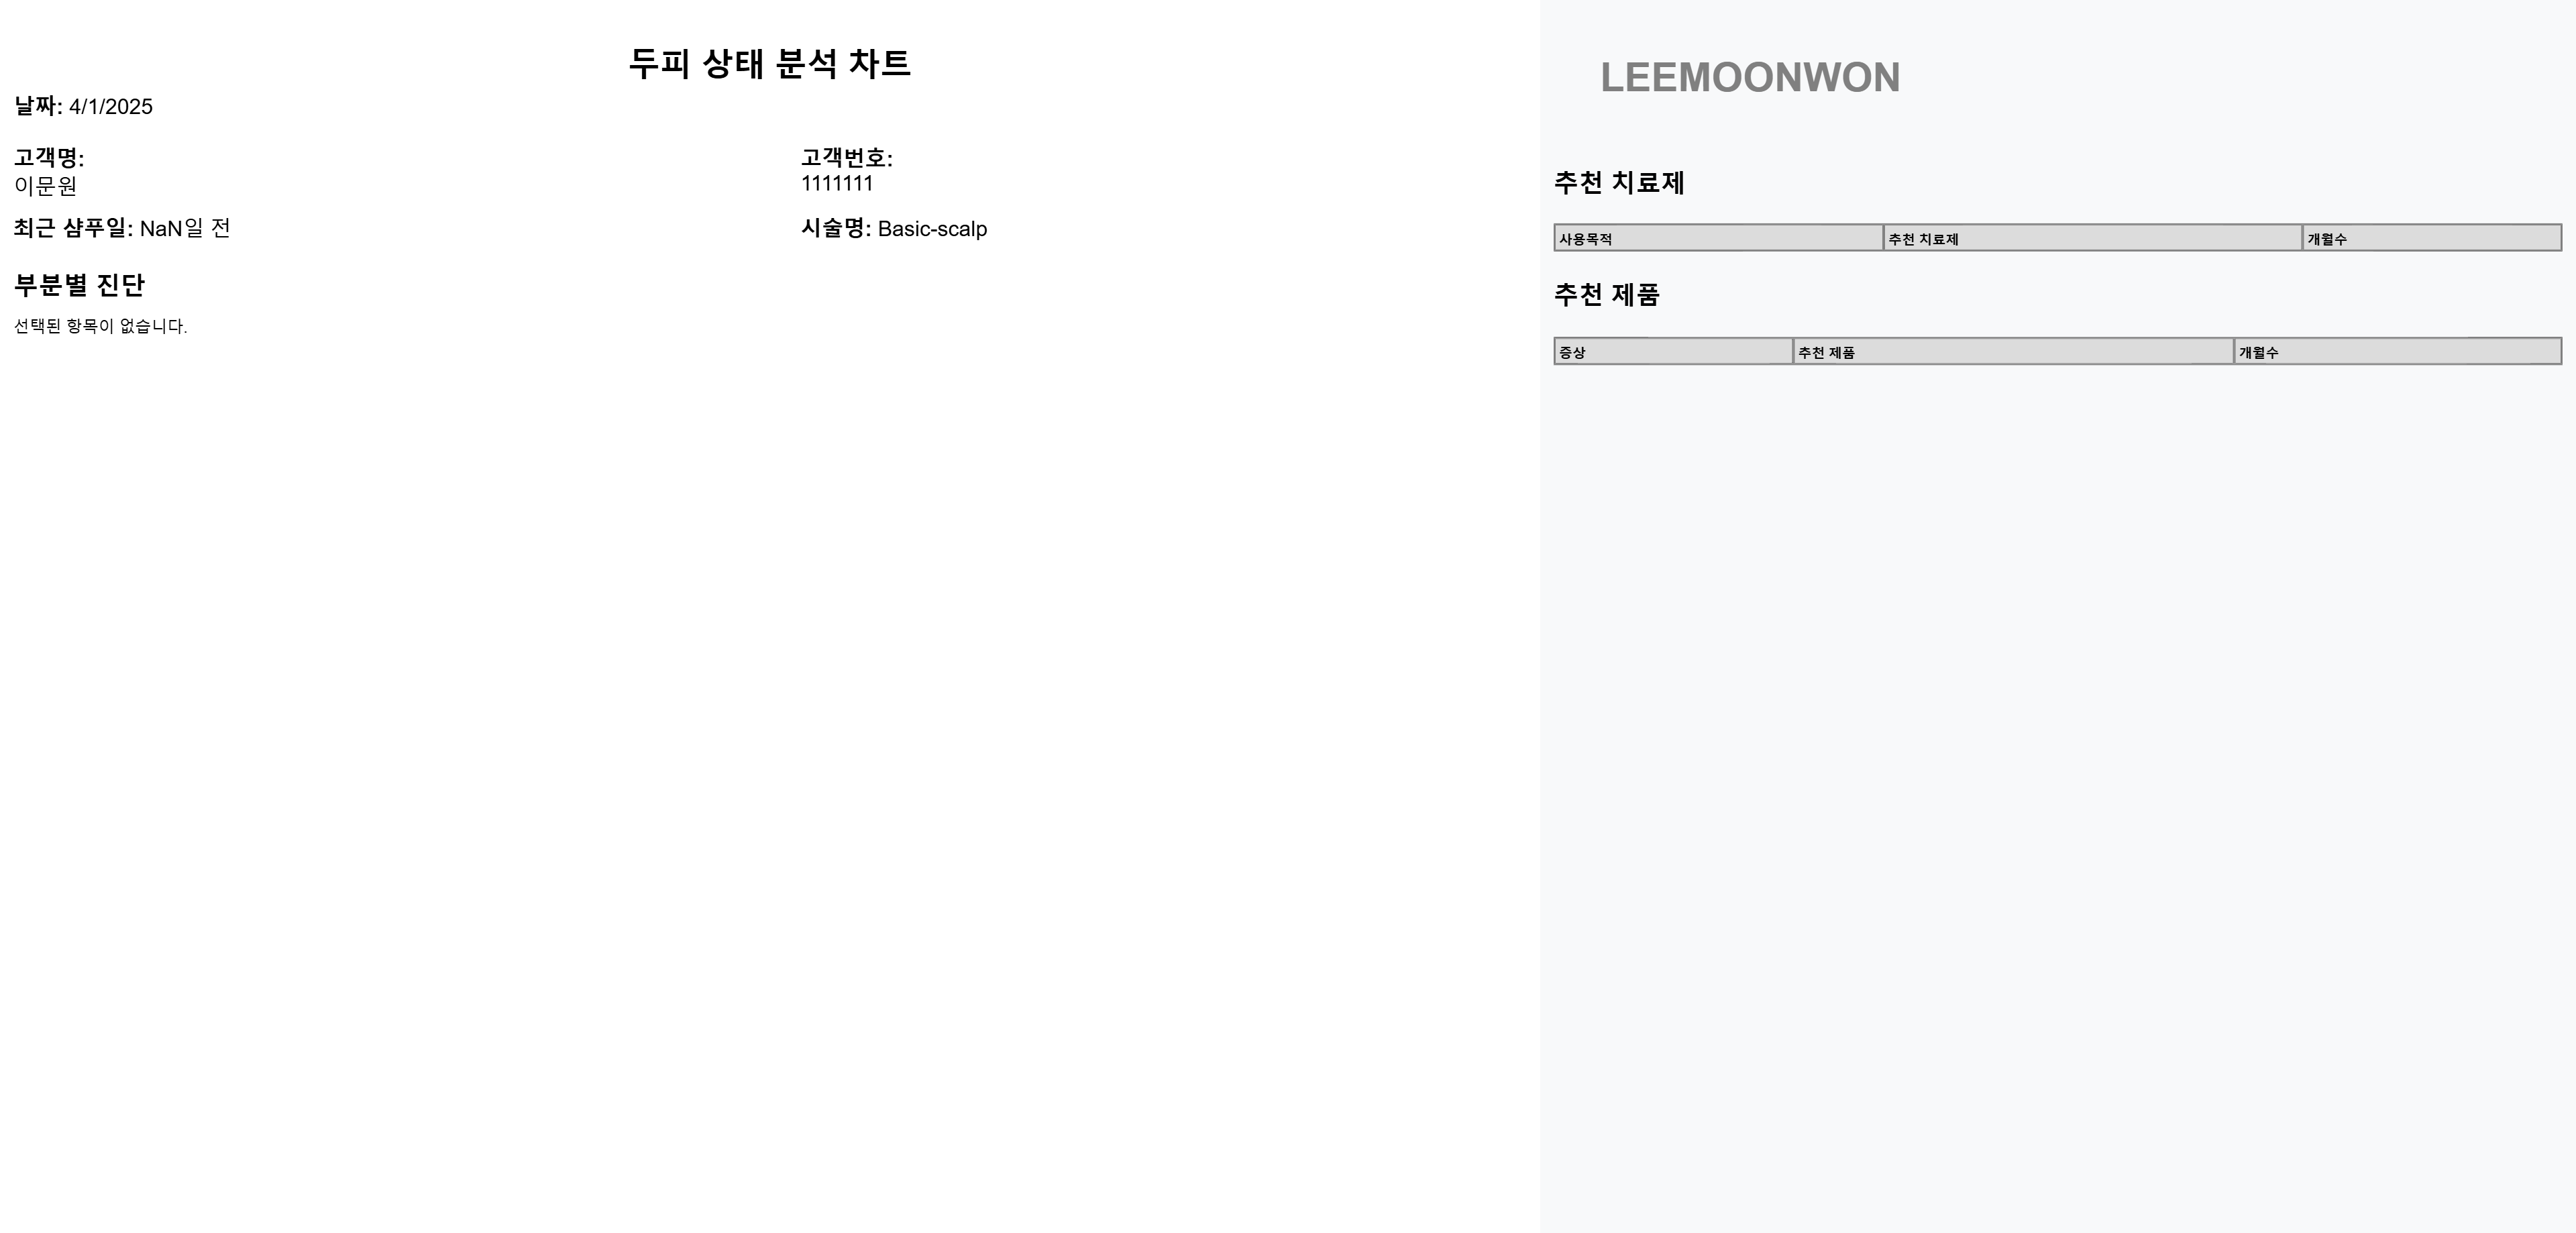 두피 상태 분석 차트
날짜: 4/1/2025
고객명:
이문원
고객번호:
1111111
최근 샴푸일: NaN일 전
시술명: Basic-scalp
부분별 진단
선택된 항목이 없습니다.
LEEMOONWON
추천 치료제
사용목적 추천 치료제 개월수
추천 제품
증상 추천 제품 개월수